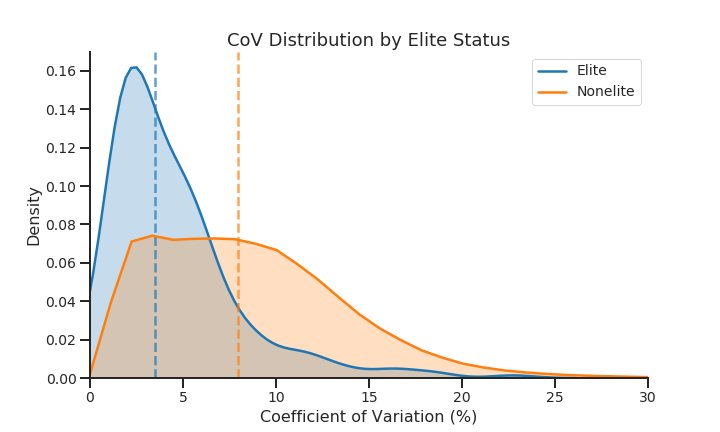 CoV Distribution by Elite Status
Elite
Nonelite
Density
0.16
0.14
0.12
0.10
0.08
0.06
0.04
0.02
0.00
0 5 10 15 20 25 30
Coefficient of Variation (%)